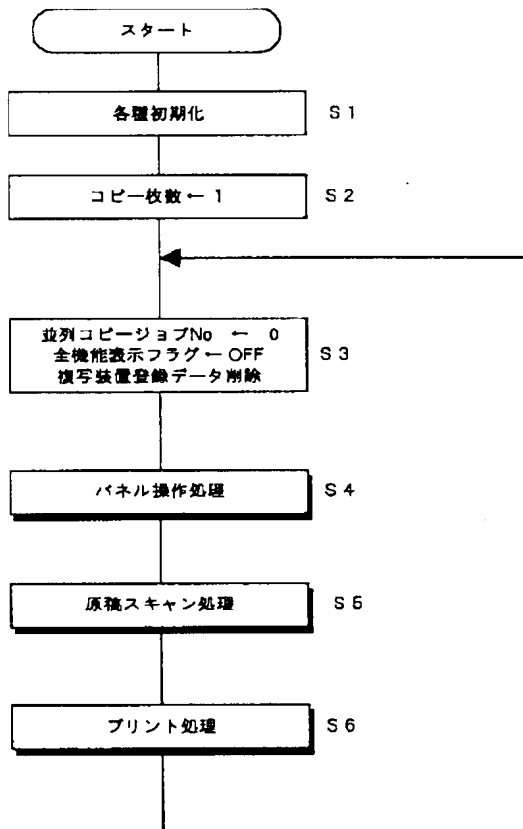 スタート
各種初期化 S1
コピー枚数 ← 1 S2
並列コピージョブNo ← 0
全機能表示フラグ ← OFF S3
複写装置登録データ削除
パネル操作処理 S4
原稿スキャン処理 S5
プリント処理 S6